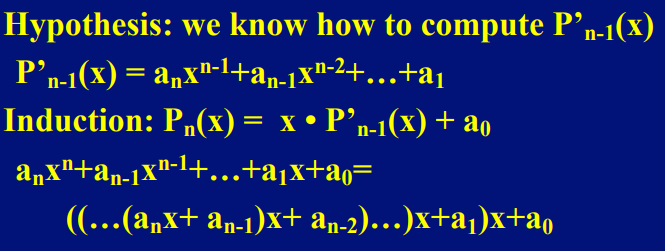 Hypothesis: we know how to compute P’ₙ₋₁(x)
P’ₙ₋₁(x) = aₙxⁿ⁻¹+aₙ₋₁xⁿ⁻²+…+a₁
Induction: Pₙ(x) = x • P’ₙ₋₁(x) + a₀
aₙxⁿ+aₙ₋₁xⁿ⁻¹+…+a₁x+a₀=
((…(aₙx+ aₙ₋₁)x+ aₙ₋₂)…)x+a₁)x+a₀